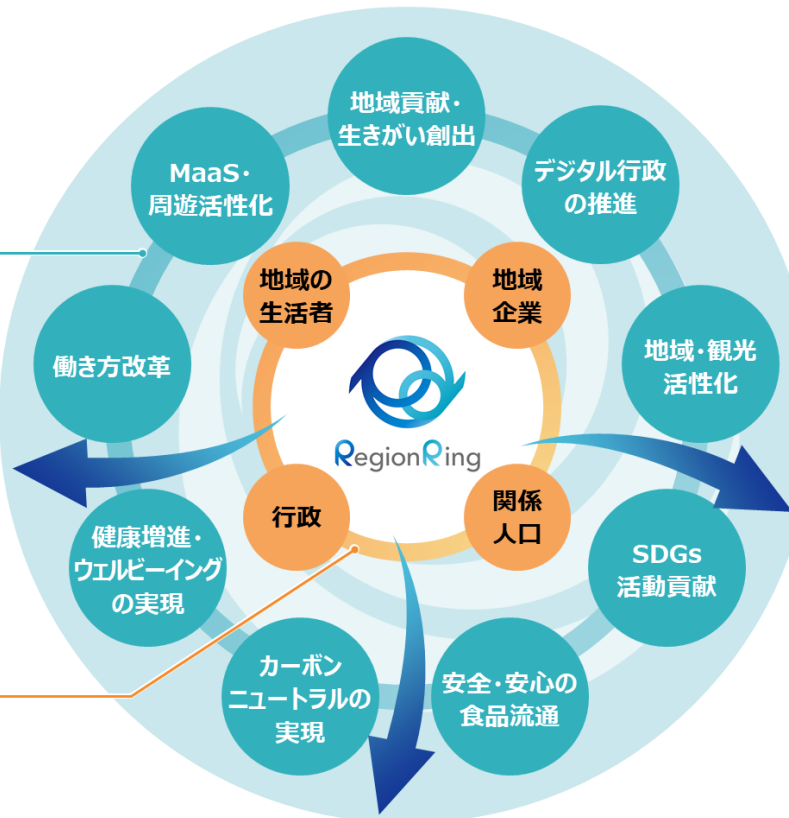 地域貢献・
生きがい創出
MaaS・
周遊活性化
デジタル行政
の推進
地域の
生活者
地域
企業
働き方改革
地域・観光
活性化
RegionRing
行政
関係
人口
健康増進・
ウェルビーイング
の実現
SDGs
活動貢献
カーボン
ニュートラルの
実現
安全・安心の
食品流通